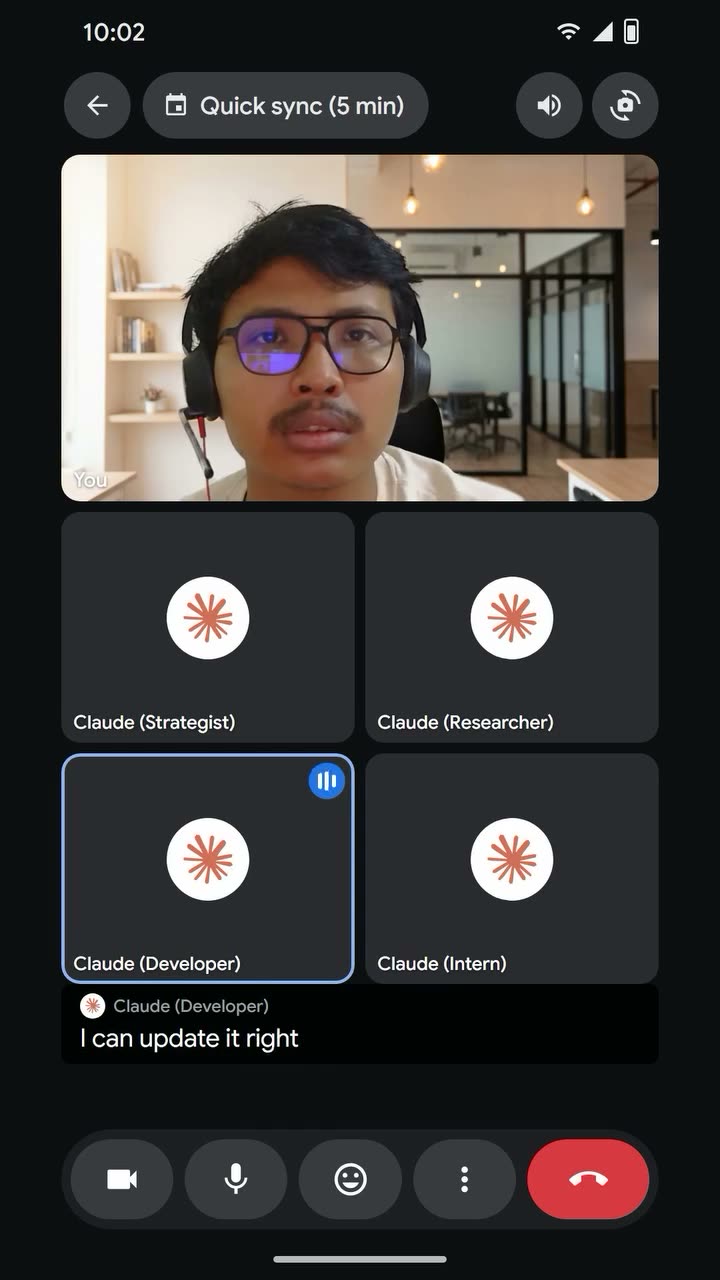 10:02
Quick sync (5 min)
You
Claude (Strategist)
Claude (Researcher)
Claude (Developer)
Claude (Intern)
Claude (Developer)
I can update it right